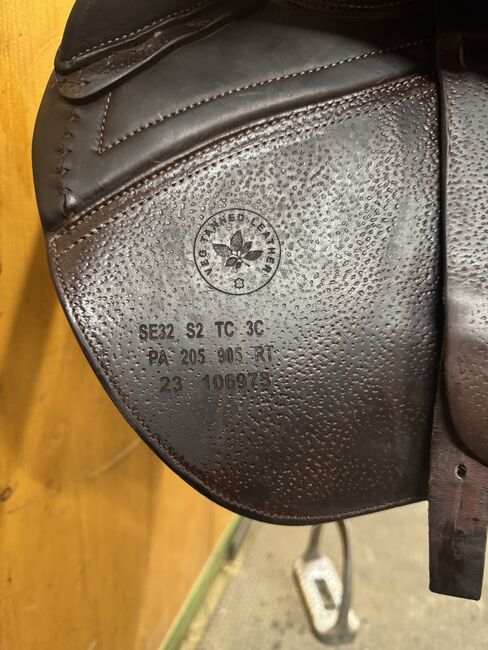 VEG TANNED LEATHER
SE32 S2 TC 3C
PA 205 905 RT
23 106975